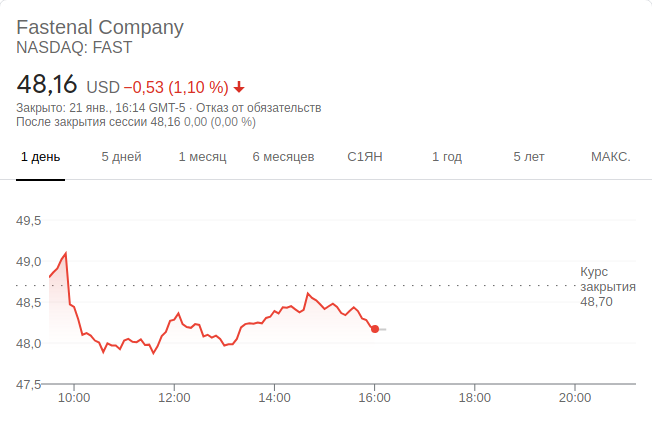 Fastenal Company
NASDAQ: FAST
48,16 USD −0,53 (1,10 %)
Закрыто: 21 янв., 16:14 GMT-5 · Отказ от обязательств
После закрытия сессии 48,16 0,00 (0,00 %)
1 день 5 дней 1 месяц 6 месяцев С1ЯН 1 год 5 лет МАКС.
49,5
49,0
Курс
закрытия
48,70
48,5
48,0
47,5
10:00 12:00 14:00 16:00 18:00 20:00